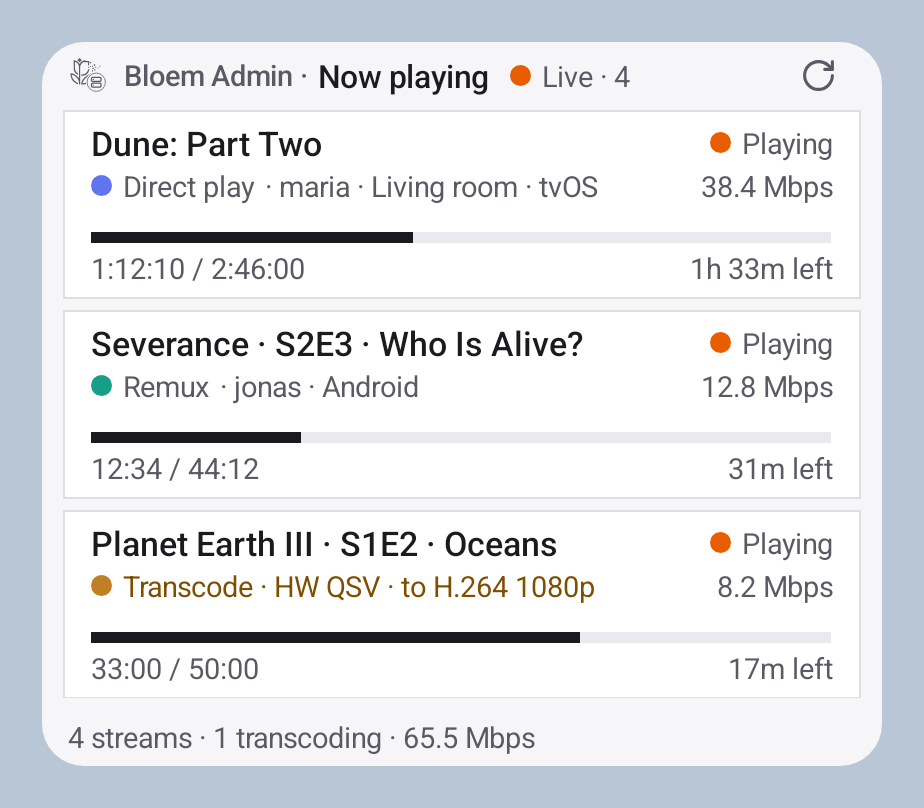 Bloem Admin · Now playing Live · 4
Dune: Part Two Playing
Direct play · maria · Living room · tvOS 38.4 Mbps
1:12:10 / 2:46:00 1h 33m left
Severance · S2E3 · Who Is Alive? Playing
Remux · jonas · Android 12.8 Mbps
12:34 / 44:12 31m left
Planet Earth III · S1E2 · Oceans Playing
Transcode · HW QSV · to H.264 1080p 8.2 Mbps
33:00 / 50:00 17m left
4 streams · 1 transcoding · 65.5 Mbps